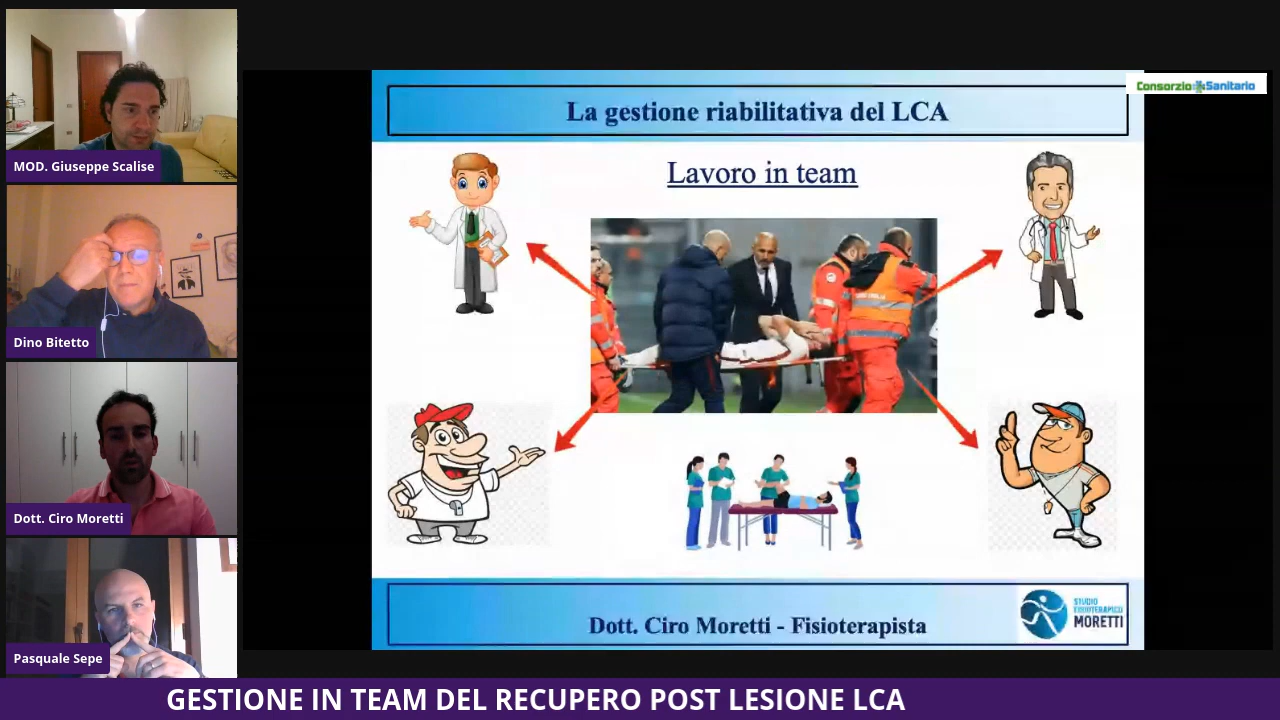 MOD. Giuseppe Scalise
Dino Bitetto
Dott. Ciro Moretti
Pasquale Sepe
Consorzio Sanitario
La gestione riabilitativa del LCA
Lavoro in team
Dott. Ciro Moretti - Fisioterapista
STUDIO
FISIOTERAPICO
MORETTI
GESTIONE IN TEAM DEL RECUPERO POST LESIONE LCA